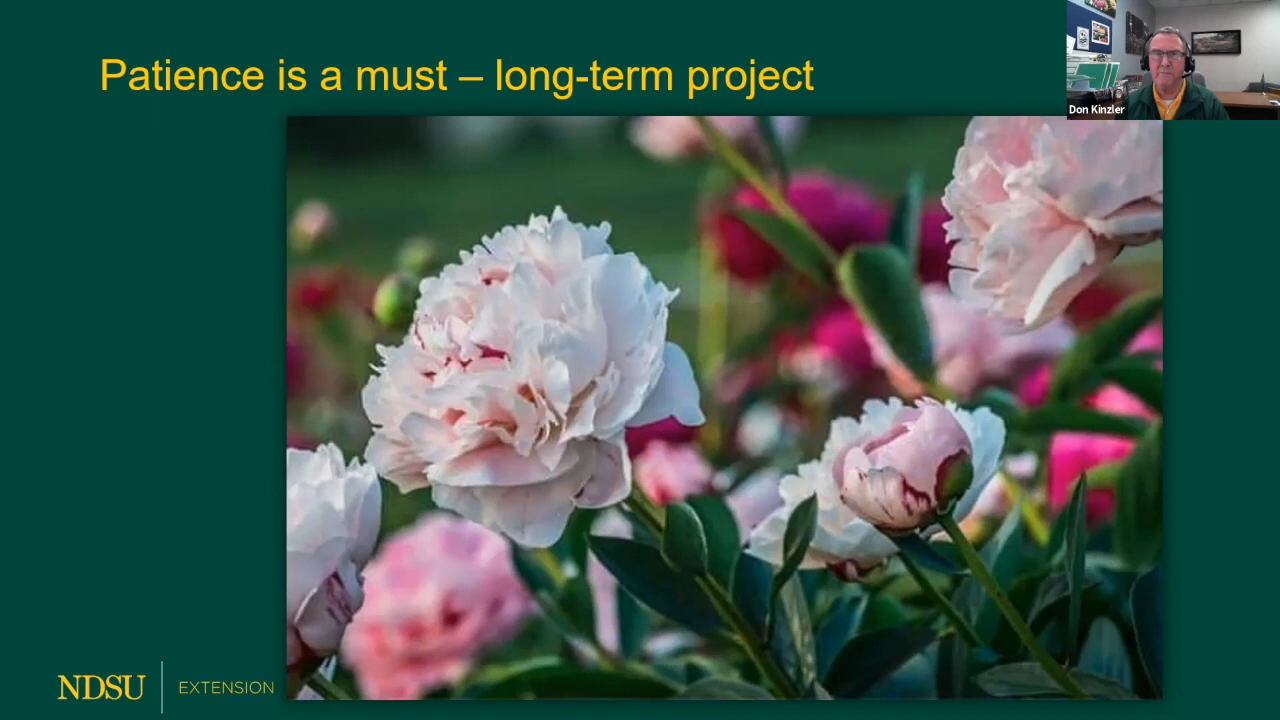 Patience is a must – long-term project
Don Kinzler
NDSU
EXTENSION